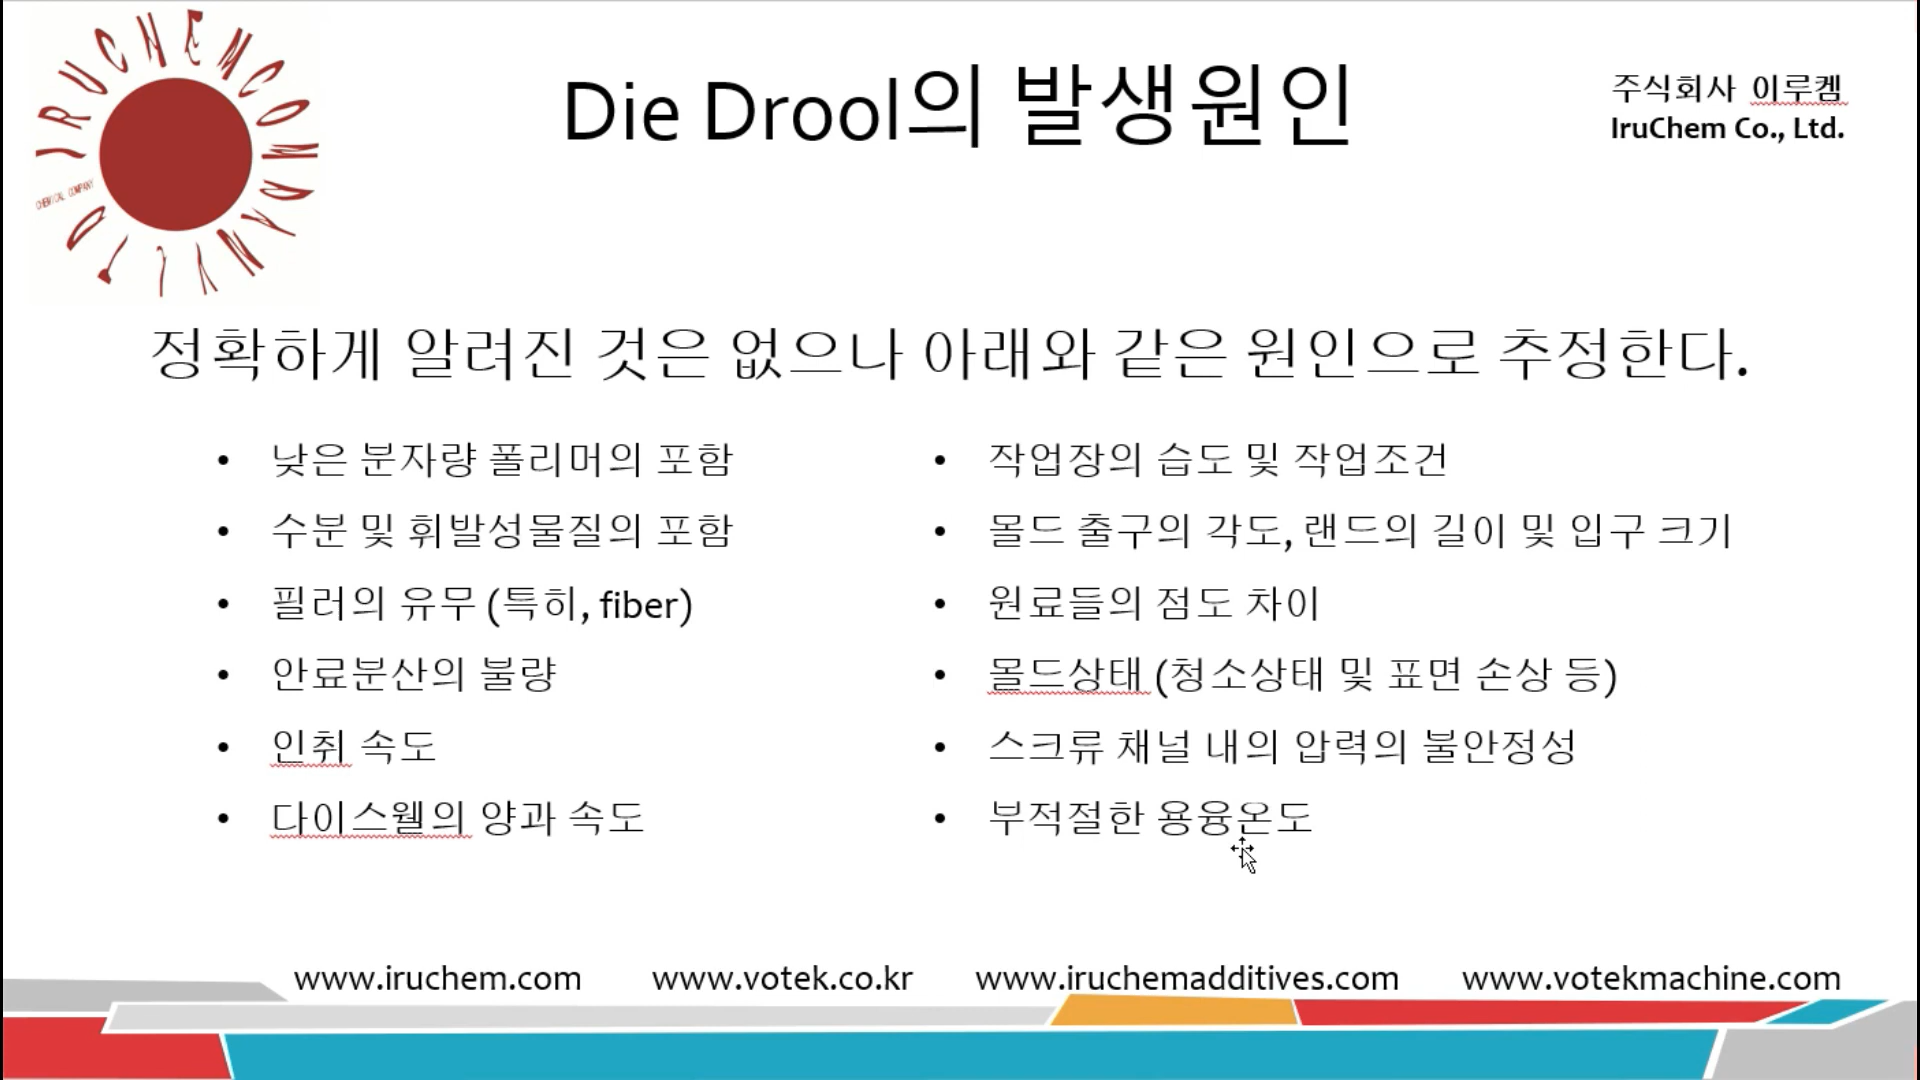 IRUCHEM COMPANY LTD
CHEMICAL COMPANY
Die Drool의 발생원인
주식회사 이루켐
IruChem Co., Ltd.
정확하게 알려진 것은 없으나 아래와 같은 원인으로 추정한다.
• 낮은 분자량 폴리머의 포함
• 수분 및 휘발성물질의 포함
• 필러의 유무 (특히, fiber)
• 안료분산의 불량
• 인취 속도
• 다이스웰의 양과 속도
• 작업장의 습도 및 작업조건
• 몰드 출구의 각도, 랜드의 길이 및 입구 크기
• 원료들의 점도 차이
• 몰드상태 (청소상태 및 표면 손상 등)
• 스크류 채널 내의 압력의 불안정성
• 부적절한 용융온도
www.iruchem.com www.votek.co.kr www.iruchemadditives.com www.votekmachine.com